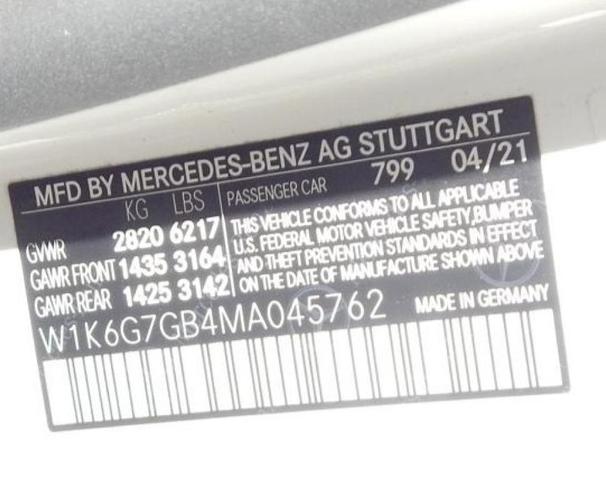 MFD BY MERCEDES-BENZ AG STUTTGART
KG LBS PASSENGER CAR 799 04/21
GVWR 2820 6217
GAWR FRONT 1435 3164
GAWR REAR 1425 3142
THIS VEHICLE CONFORMS TO ALL APPLICABLE
U.S. FEDERAL MOTOR VEHICLE SAFETY, BUMPER
AND THEFT PREVENTION STANDARDS IN EFFECT
ON THE DATE OF MANUFACTURE SHOWN ABOVE
W1K6G7GB4MA045762 MADE IN GERMANY